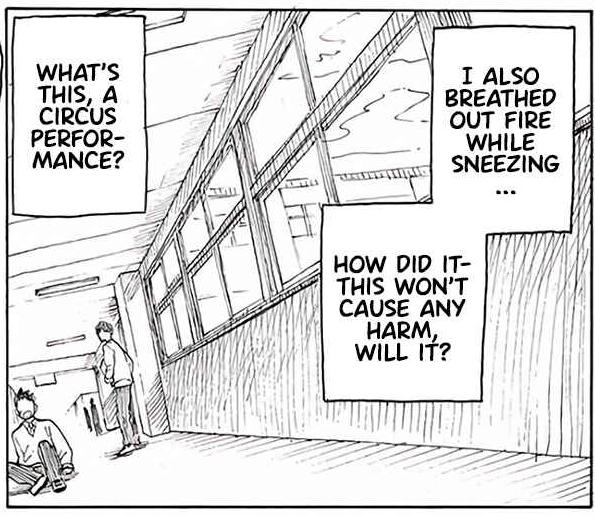 I ALSO
BREATHED
OUT FIRE
WHILE
SNEEZING
...
HOW DID IT-
THIS WON'T
CAUSE ANY
HARM,
WILL IT?
WHAT'S
THIS, A
CIRCUS
PERFOR-
MANCE?